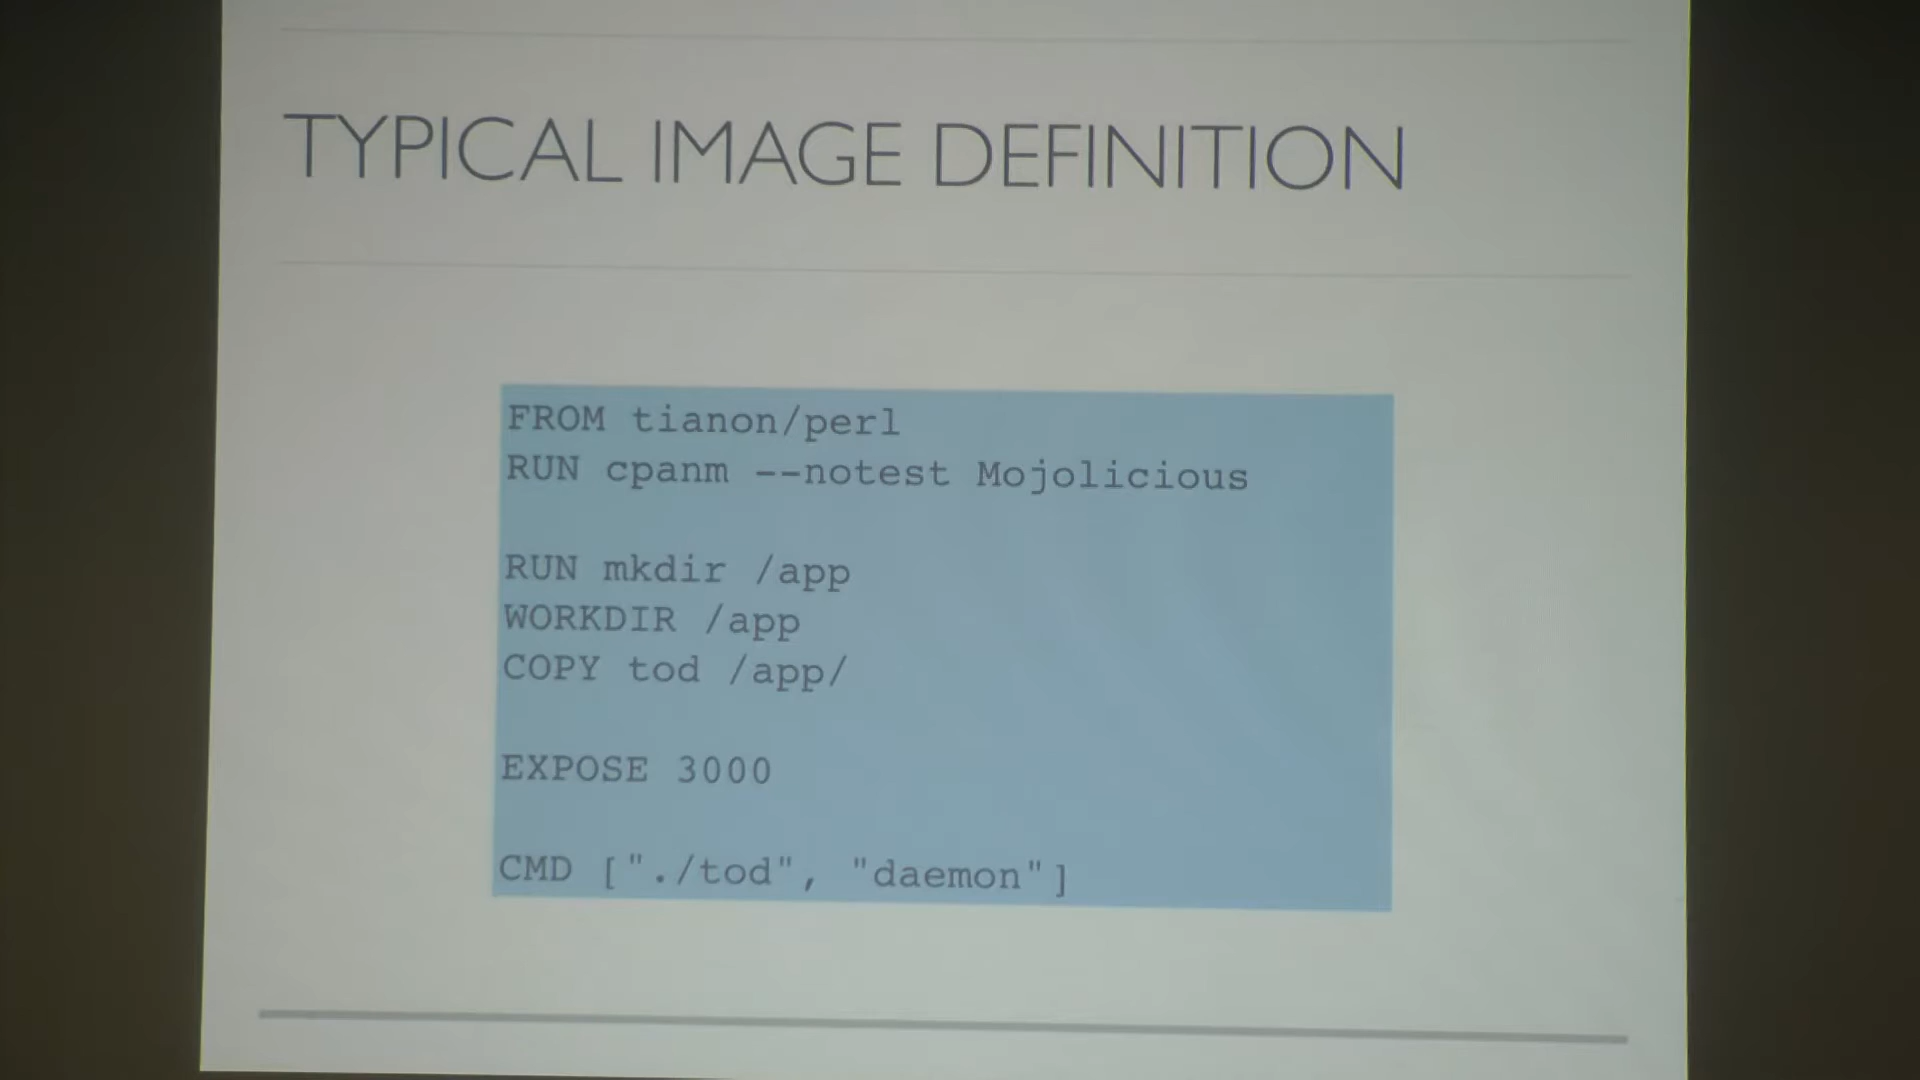 TYPICAL IMAGE DEFINITION
FROM tianon/perl
RUN cpanm --notest Mojolicious
RUN mkdir /app
WORKDIR /app
COPY tod /app/
EXPOSE 3000
CMD ["./tod", "daemon"]